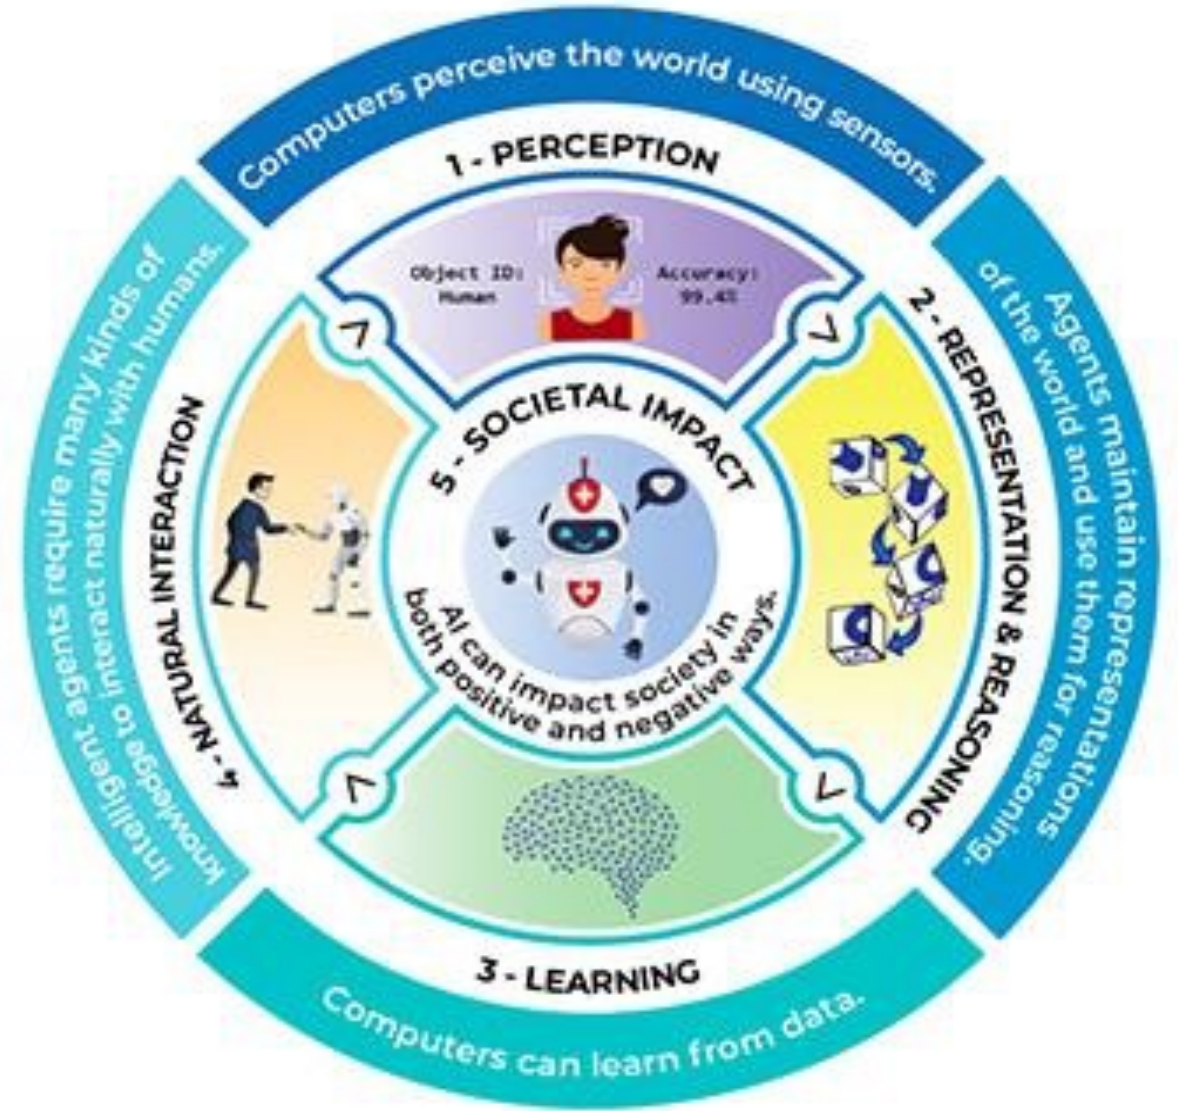 Computers perceive the world using sensors.
1 - PERCEPTION
Object ID:
Human
Accuracy:
99.4%
2 - REPRESENTATION & REASONING
Agents maintain representations
of the world and use them for reasoning.
3 - LEARNING
Computers can learn from data.
4 - NATURAL INTERACTION
Intelligent agents require many kinds of
knowledge to interact naturally with humans.
5 - SOCIETAL IMPACT
AI can impact society in
both positive and negative ways.